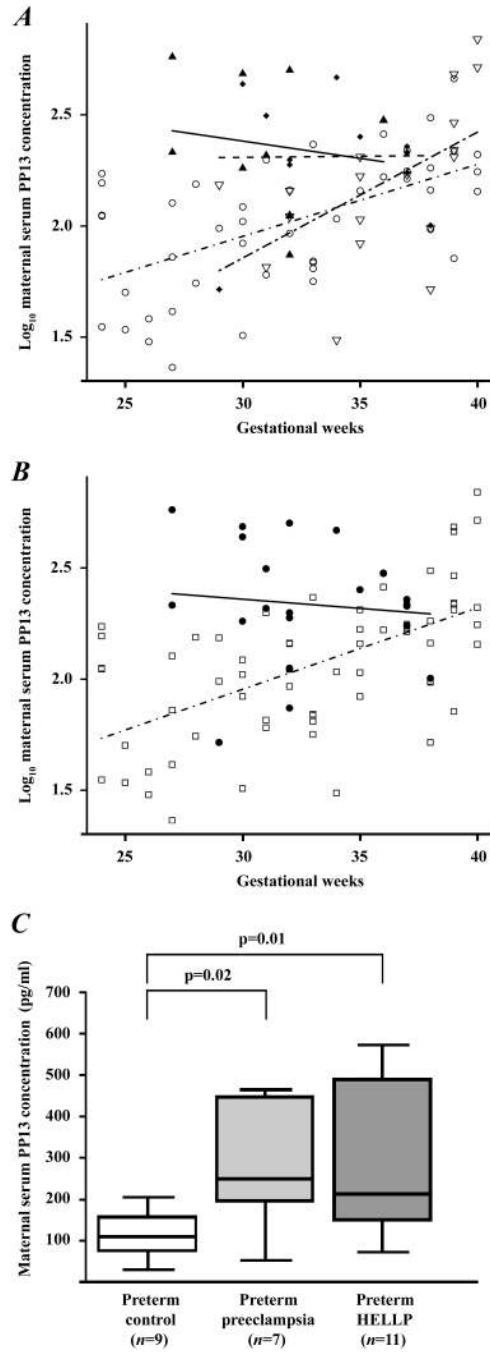 A
Log10 maternal serum PP13 concentration
2.5
2.0
1.5
25 30 35 40
Gestational weeks
B
Log10 maternal serum PP13 concentration
2.5
2.0
1.5
25 30 35 40
Gestational weeks
C
p=0.01
p=0.02
Maternal serum PP13 concentration (pg/ml)
700
600
500
400
300
200
100
Preterm control (n=9)
Preterm preeclampsia (n=7)
Preterm HELLP (n=11)